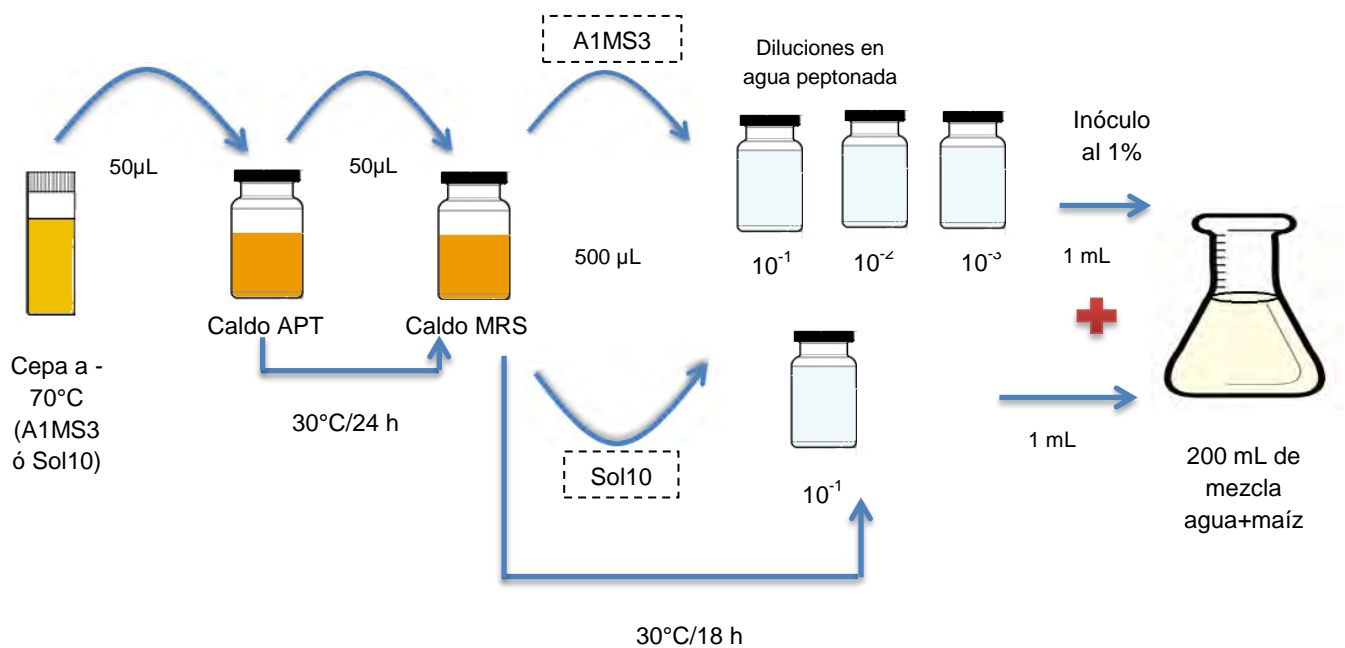 A1MS3
Diluciones en
agua peptonada
Inóculo
al 1%
50µL
50µL
500 µL
10⁻¹
10⁻²
10⁻³
1 mL
Caldo APT
Caldo MRS
Cepa a -
70°C
(A1MS3
ó Sol10)
30°C/24 h
Sol10
10⁻¹
1 mL
200 mL de
mezcla
agua+maíz
30°C/18 h